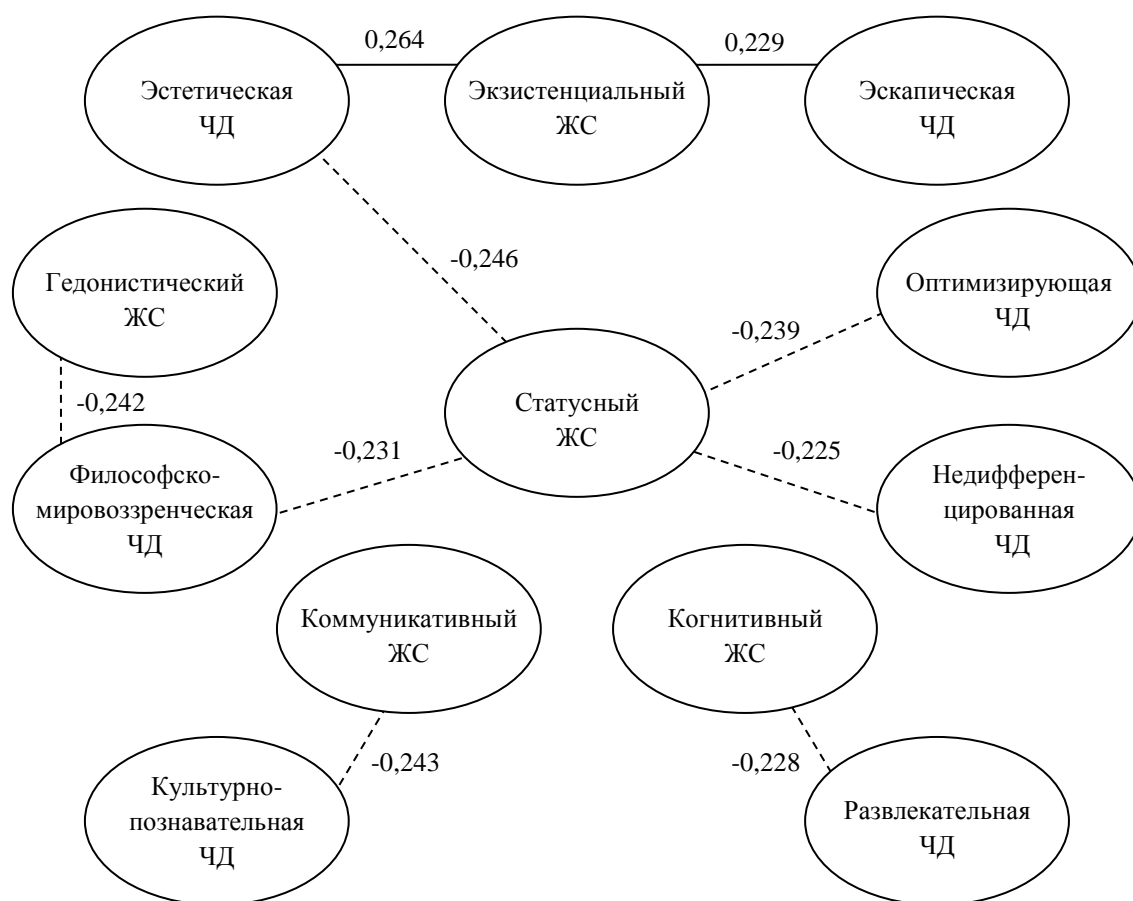 0,264
0,229
Эстетическая
ЧД
Экзистенциальный
ЖС
Эскапическая
ЧД
Гедонистический
ЖС
-0,246
Оптимизирующая
ЧД
-0,239
-0,242
Статусный
ЖС
-0,231
-0,225
Философско-
мировоззренческая
ЧД
Недифферен-
цированная
ЧД
Коммуникативный
ЖС
Когнитивный
ЖС
-0,243
-0,228
Культурно-
познавательная
ЧД
Развлекательная
ЧД